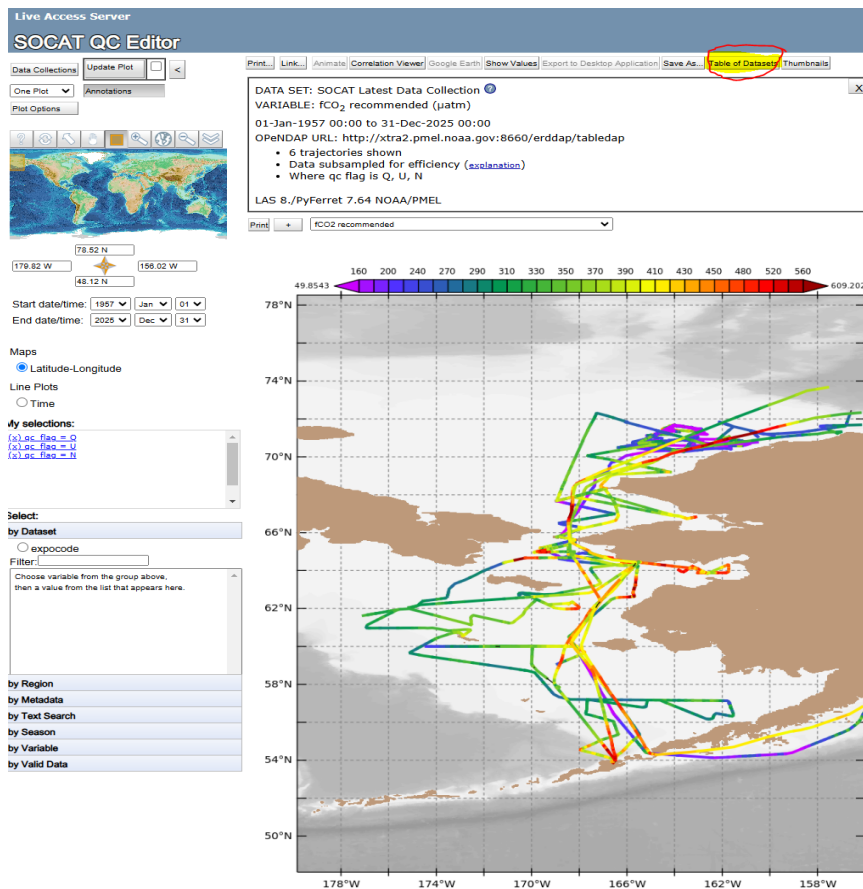 Live Access Server
SOCAT QC Editor
Data Collections Update Plot <
One Plot Annotations
Plot Options
Print... Link... Animate Correlation Viewer Google Earth Show Values Export to Desktop Application Save As... Table of Datasets Thumbnails
DATA SET: SOCAT Latest Data Collection ?
X
VARIABLE: fCO₂ recommended (µatm)
01-Jan-1957 00:00 to 31-Dec-2025 00:00
OPeNDAP URL: http://xtra2.pmel.noaa.gov:8660/erddap/tabledap
• 6 trajectories shown
• Data subsampled for efficiency (explanation)
• Where qc flag is Q, U, N
LAS 8./PyFerret 7.64 NOAA/PMEL
Print + fCO2 recommended
78.52 N
179.82 W 156.02 W
48.12 N
Start date/time: 1957 Jan 01
End date/time: 2025 Dec 31
Maps
Latitude-Longitude
Line Plots
Time
My selections:
(x) qc flag = Q
(x) qc flag = U
(x) qc flag = N
Select:
by Dataset
expocode
Filter:
Choose variable from the group above,
then a value from the list that appears here.
by Region
by Metadata
by Text Search
by Season
by Variable
by Valid Data
160 200 240 270 290 310 330 350 370 390 410 430 450 480 520 560
49.8543 609.202
78°N
74°N
70°N
66°N
62°N
58°N
54°N
50°N
178°W 174°W 170°W 166°W 162°W 158°W